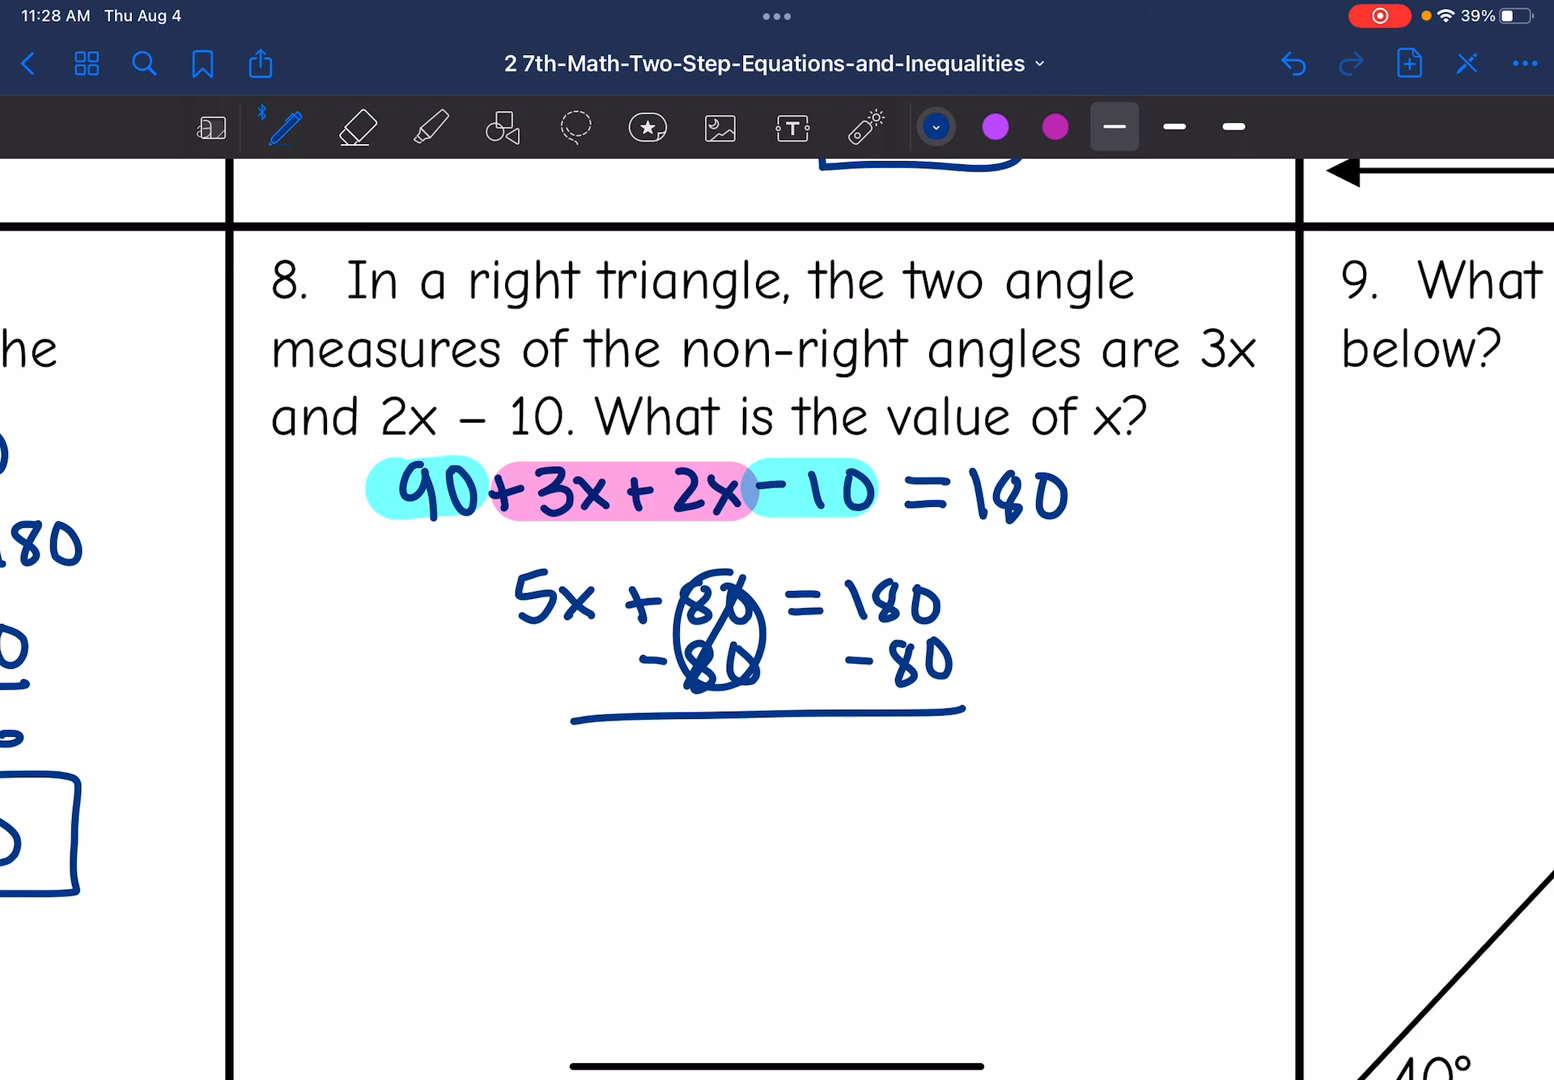 11:28 AM Thu Aug 4
39%
2 7th-Math-Two-Step-Equations-and-Inequalities
T
he
80
0
8. In a right triangle, the two angle
measures of the non-right angles are 3x
and 2x – 10. What is the value of x?
90+3x+2x-10=180
5x+80=180
-80 -80
9. What
below?
40°